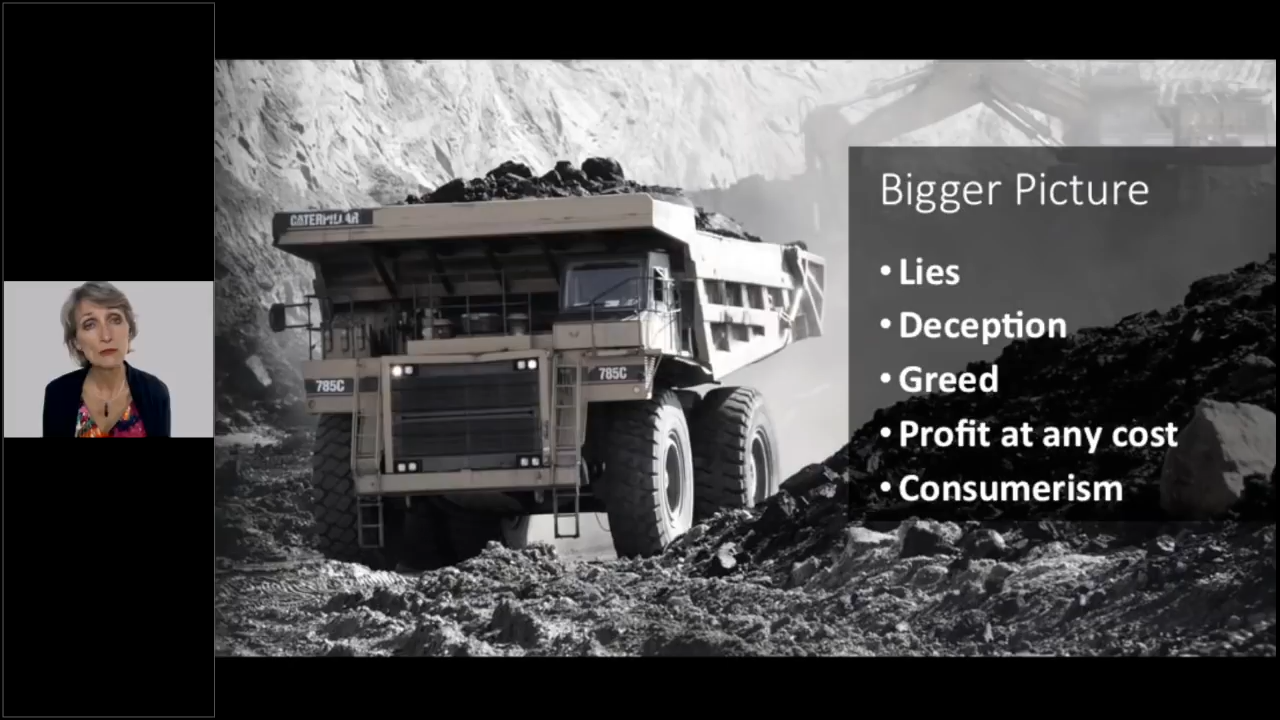 CATERPILLAR
785C
785C
Bigger Picture
• Lies
• Deception
• Greed
• Profit at any cost
• Consumerism